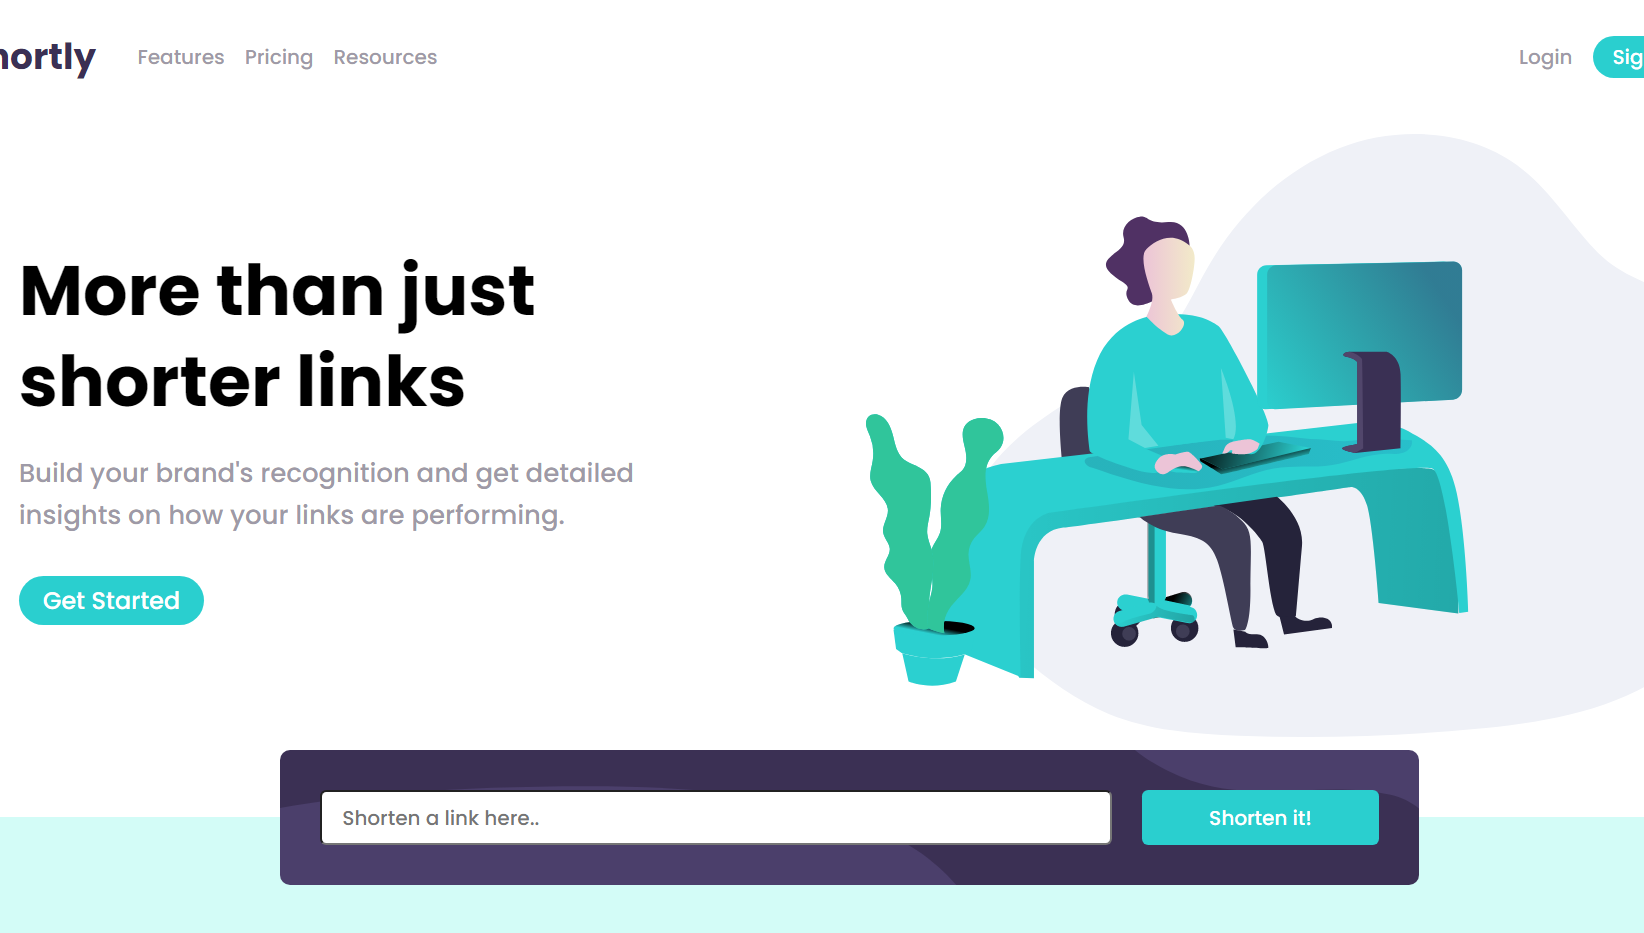 hortly
Features Pricing Resources
Login
Sig
More than just
shorter links
Build your brand's recognition and get detailed
insights on how your links are performing.
Get Started
Shorten a link here..
Shorten it!